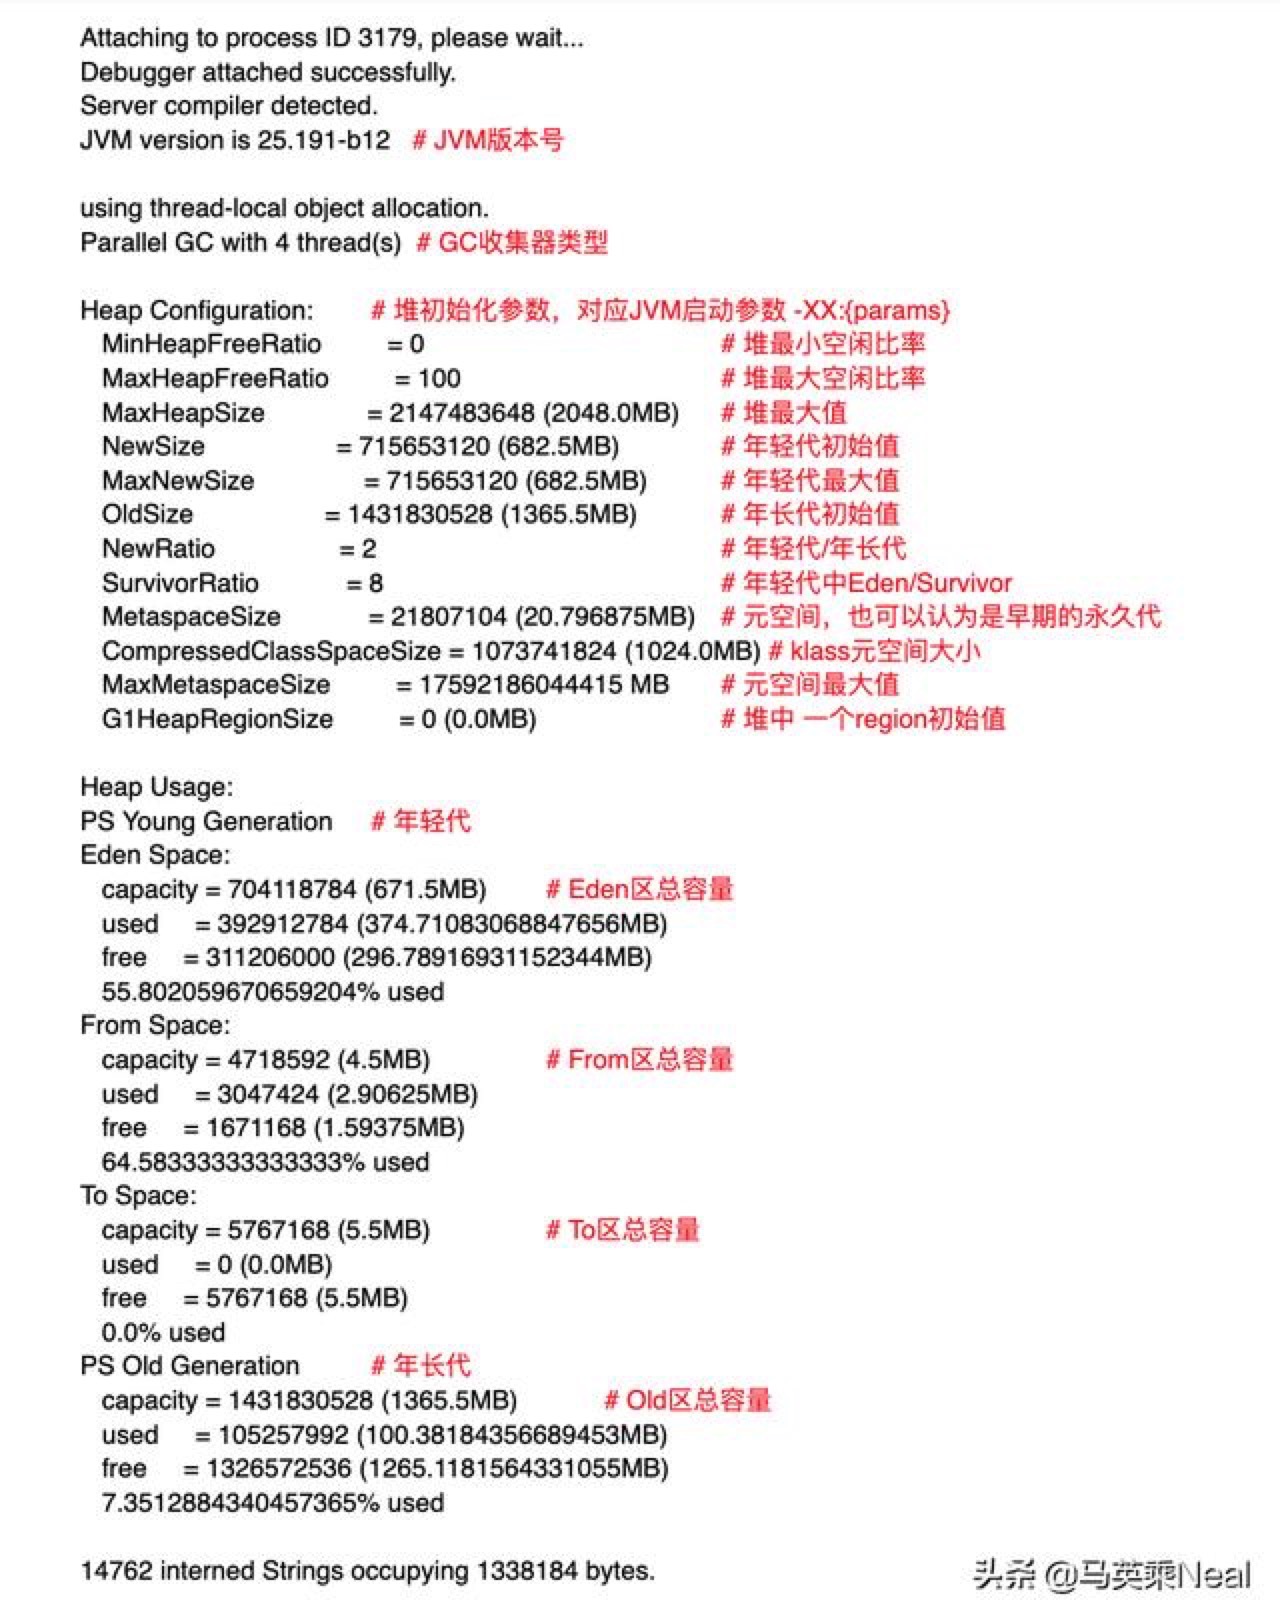 Attaching to process ID 3179, please wait...
Debugger attached successfully.
Server compiler detected.
JVM version is 25.191-b12 # JVM版本号
using thread-local object allocation.
Parallel GC with 4 thread(s) # GC收集器类型
Heap Configuration: # 堆初始化参数，对应JVM启动参数 -XX:{params}
MinHeapFreeRatio = 0 # 堆最小空闲比率
MaxHeapFreeRatio = 100 # 堆最大空闲比率
MaxHeapSize = 2147483648 (2048.0MB) # 堆最大值
NewSize = 715653120 (682.5MB) # 年轻代初始值
MaxNewSize = 715653120 (682.5MB) # 年轻代最大值
OldSize = 1431830528 (1365.5MB) # 年长代初始值
NewRatio = 2 # 年轻代/年长代
SurvivorRatio = 8 # 年轻代中Eden/Survivor
MetaspaceSize = 21807104 (20.796875MB) # 元空间，也可以认为是早期的永久代
CompressedClassSpaceSize = 1073741824 (1024.0MB) # klass元空间大小
MaxMetaspaceSize = 17592186044415 MB # 元空间最大值
G1HeapRegionSize = 0 (0.0MB) # 堆中 一个region初始值
Heap Usage:
PS Young Generation # 年轻代
Eden Space:
capacity = 704118784 (671.5MB) # Eden区总容量
used = 392912784 (374.71083068847656MB)
free = 311206000 (296.78916931152344MB)
55.802059670659204% used
From Space:
capacity = 4718592 (4.5MB) # From区总容量
used = 3047424 (2.90625MB)
free = 1671168 (1.59375MB)
64.58333333333333% used
To Space:
capacity = 5767168 (5.5MB) # To区总容量
used = 0 (0.0MB)
free = 5767168 (5.5MB)
0.0% used
PS Old Generation # 年长代
capacity = 1431830528 (1365.5MB) # Old区总容量
used = 105257992 (100.38184356689453MB)
free = 1326572536 (1265.1181564331055MB)
7.3512884340457365% used
14762 interned Strings occupying 1338184 bytes.
头条 @马英乘Neal